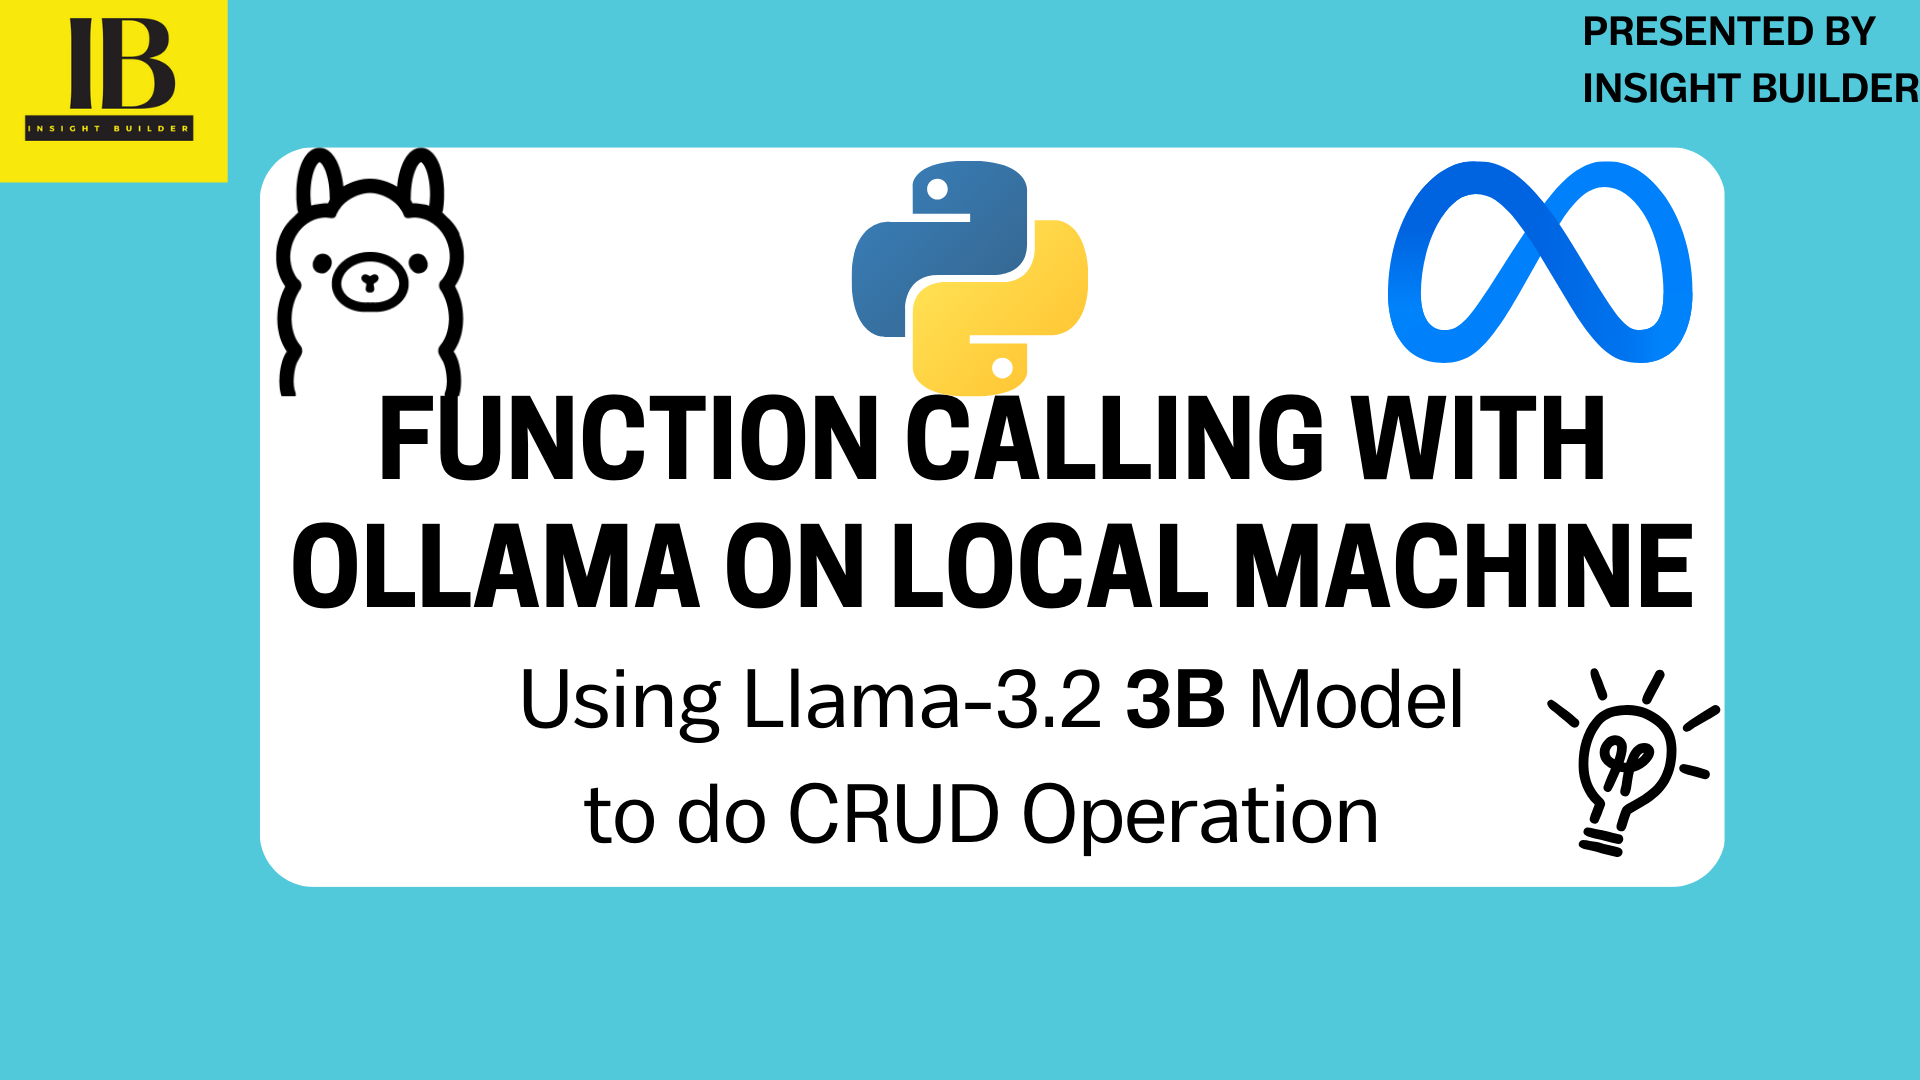 IB
INSIGHT BUILDER
PRESENTED BY
INSIGHT BUILDER
FUNCTION CALLING WITH
OLLAMA ON LOCAL MACHINE
Using Llama-3.2 3B Model
to do CRUD Operation